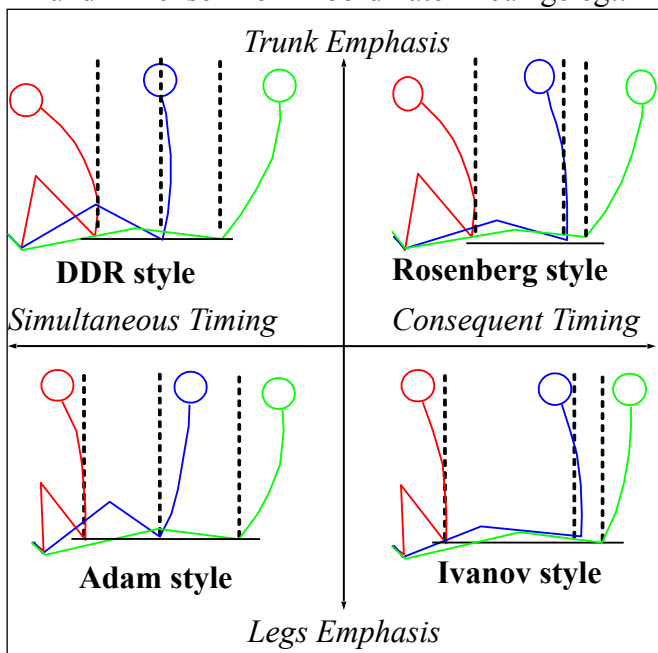 Trunk Emphasis
DDR style
Rosenberg style
Simultaneous Timing
Consequent Timing
Adam style
Ivanov style
Legs Emphasis